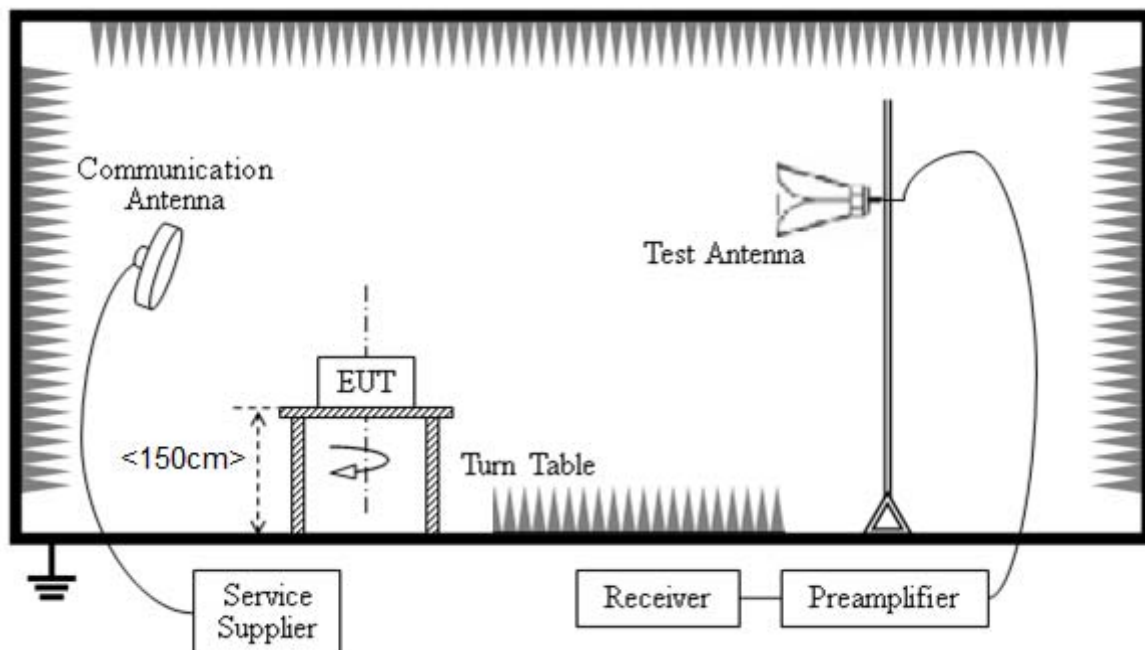 Communication
Antenna
Test Antenna
EUT
<150cm>
Turn Table
Service
Supplier
Receiver
Preamplifier